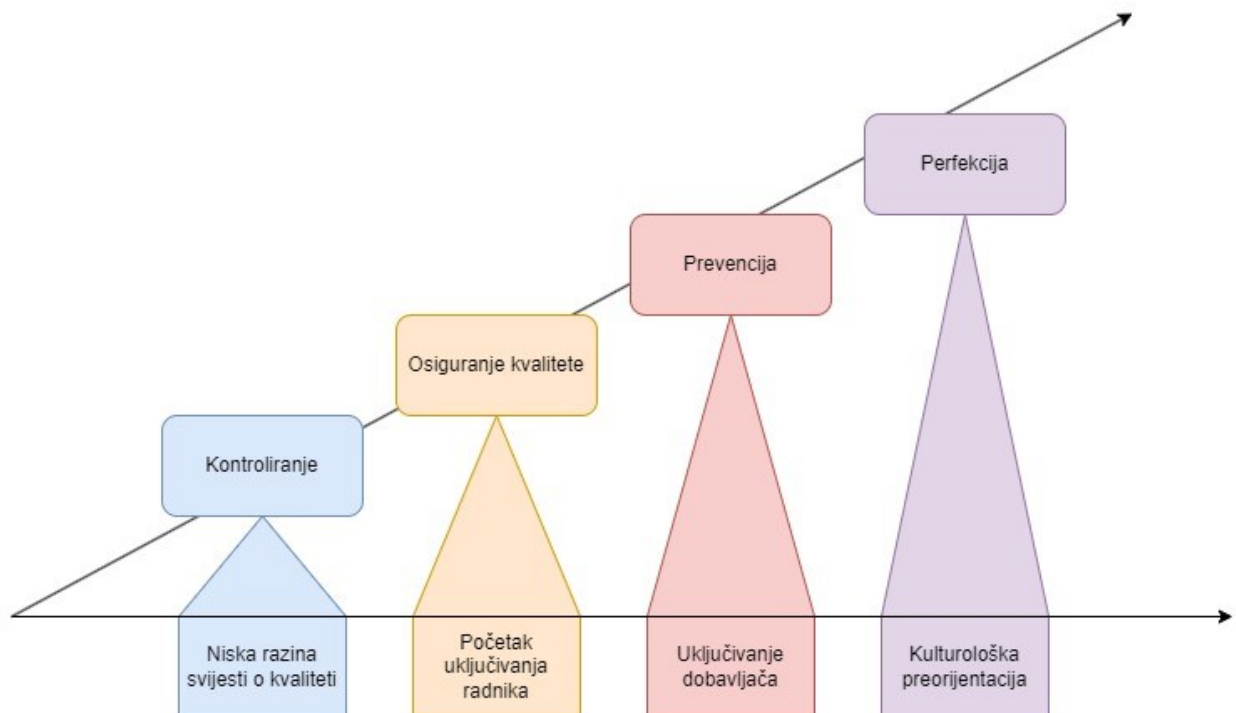 Perfekcija
Prevencija
Osiguranje kvalitete
Kontroliranje
Niska razina
svijesti o kvaliteti
Početak
uključivanja
radnika
Uključivanje
dobavljača
Kulturološka
preorijentacija